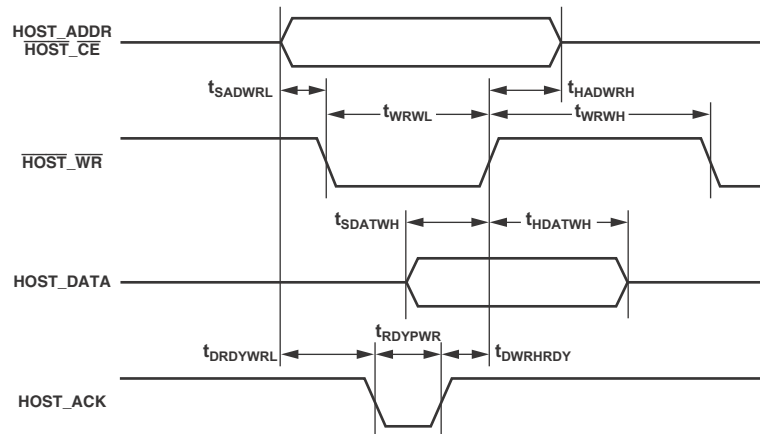 HOST_ADDR
HOST_CE
tSADWRL
tHADWRH
tWRWL
tWRWH
HOST_WR
tSDATWH
tHDATWH
HOST_DATA
tDRDYWRL
tRDYPWR
tDWRHRDY
HOST_ACK